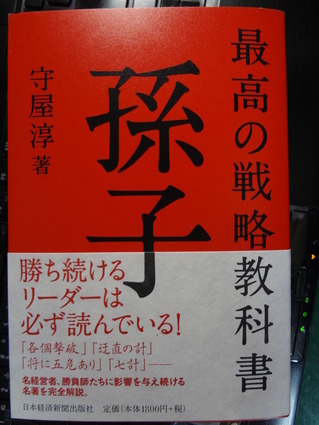 最高の戦略教科書
孫子
守屋淳 著
勝ち続ける
リーダーは
必ず読んでいる!
「各個撃破」「迂直の計」
「将に五危あり」「七計」——
名経営者、勝負師たちに影響を与え続ける
名著を完全解説。
日本経済新聞出版社 定価(本体1800円+税)